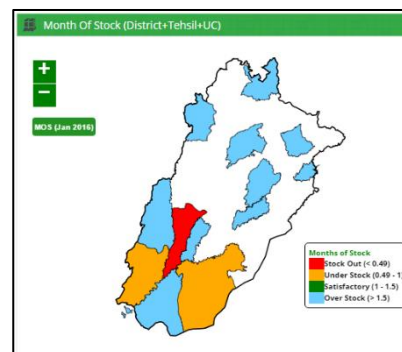 Month Of Stock (District+Tehsil+UC)
+
−
MOS (Jan 2016)
Months of Stock
Stock Out (< 0.49)
Under Stock (0.49 - 1)
Satisfactory (1 - 1.5)
Over Stock (> 1.5)